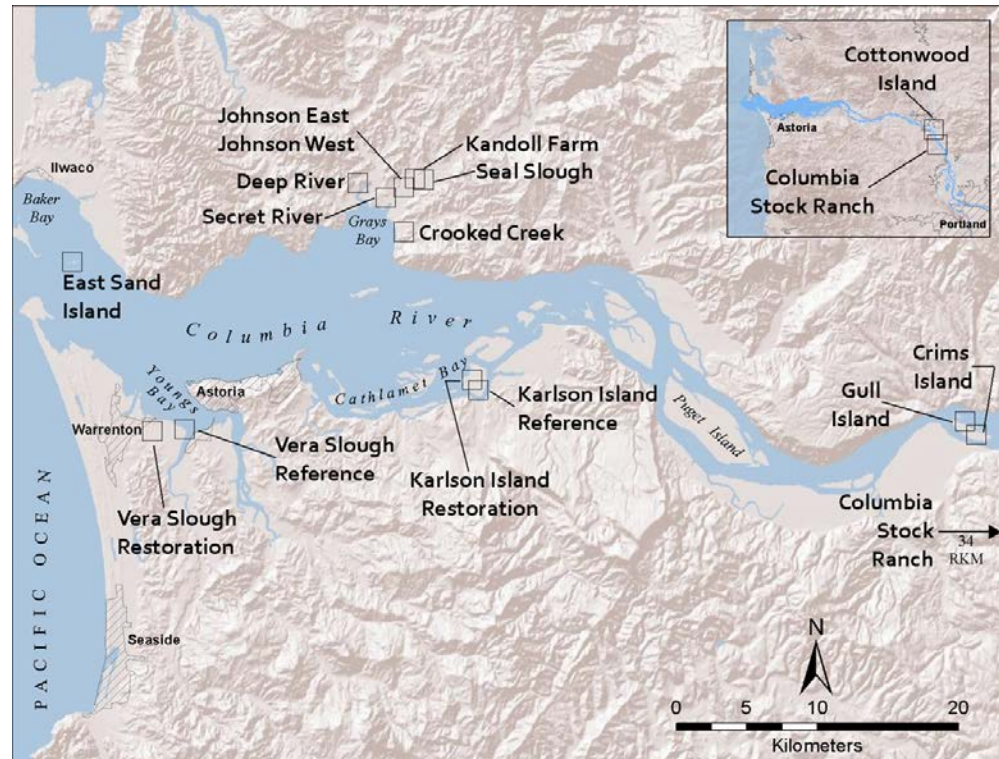 Cottonwood
Island
Astoria
Columbia
Stock Ranch
Portland
Johnson East
Johnson West
Kandoll Farm
Seal Slough
Ilwaco
Deep River
Baker
Bay
Secret River
Grays
Bay
Crooked Creek
East Sand
Island
Columbia River
Crims
Island
Gull
Island
Cathlamet Bay
Youngs
Bay
Astoria
Karlson Island
Reference
Puget Island
Warrenton
Vera Slough
Reference
Karlson Island
Restoration
Vera Slough
Restoration
Columbia
Stock
Ranch
34
RKM
PACIFIC OCEAN
Seaside
N
0 5 10 20
Kilometers